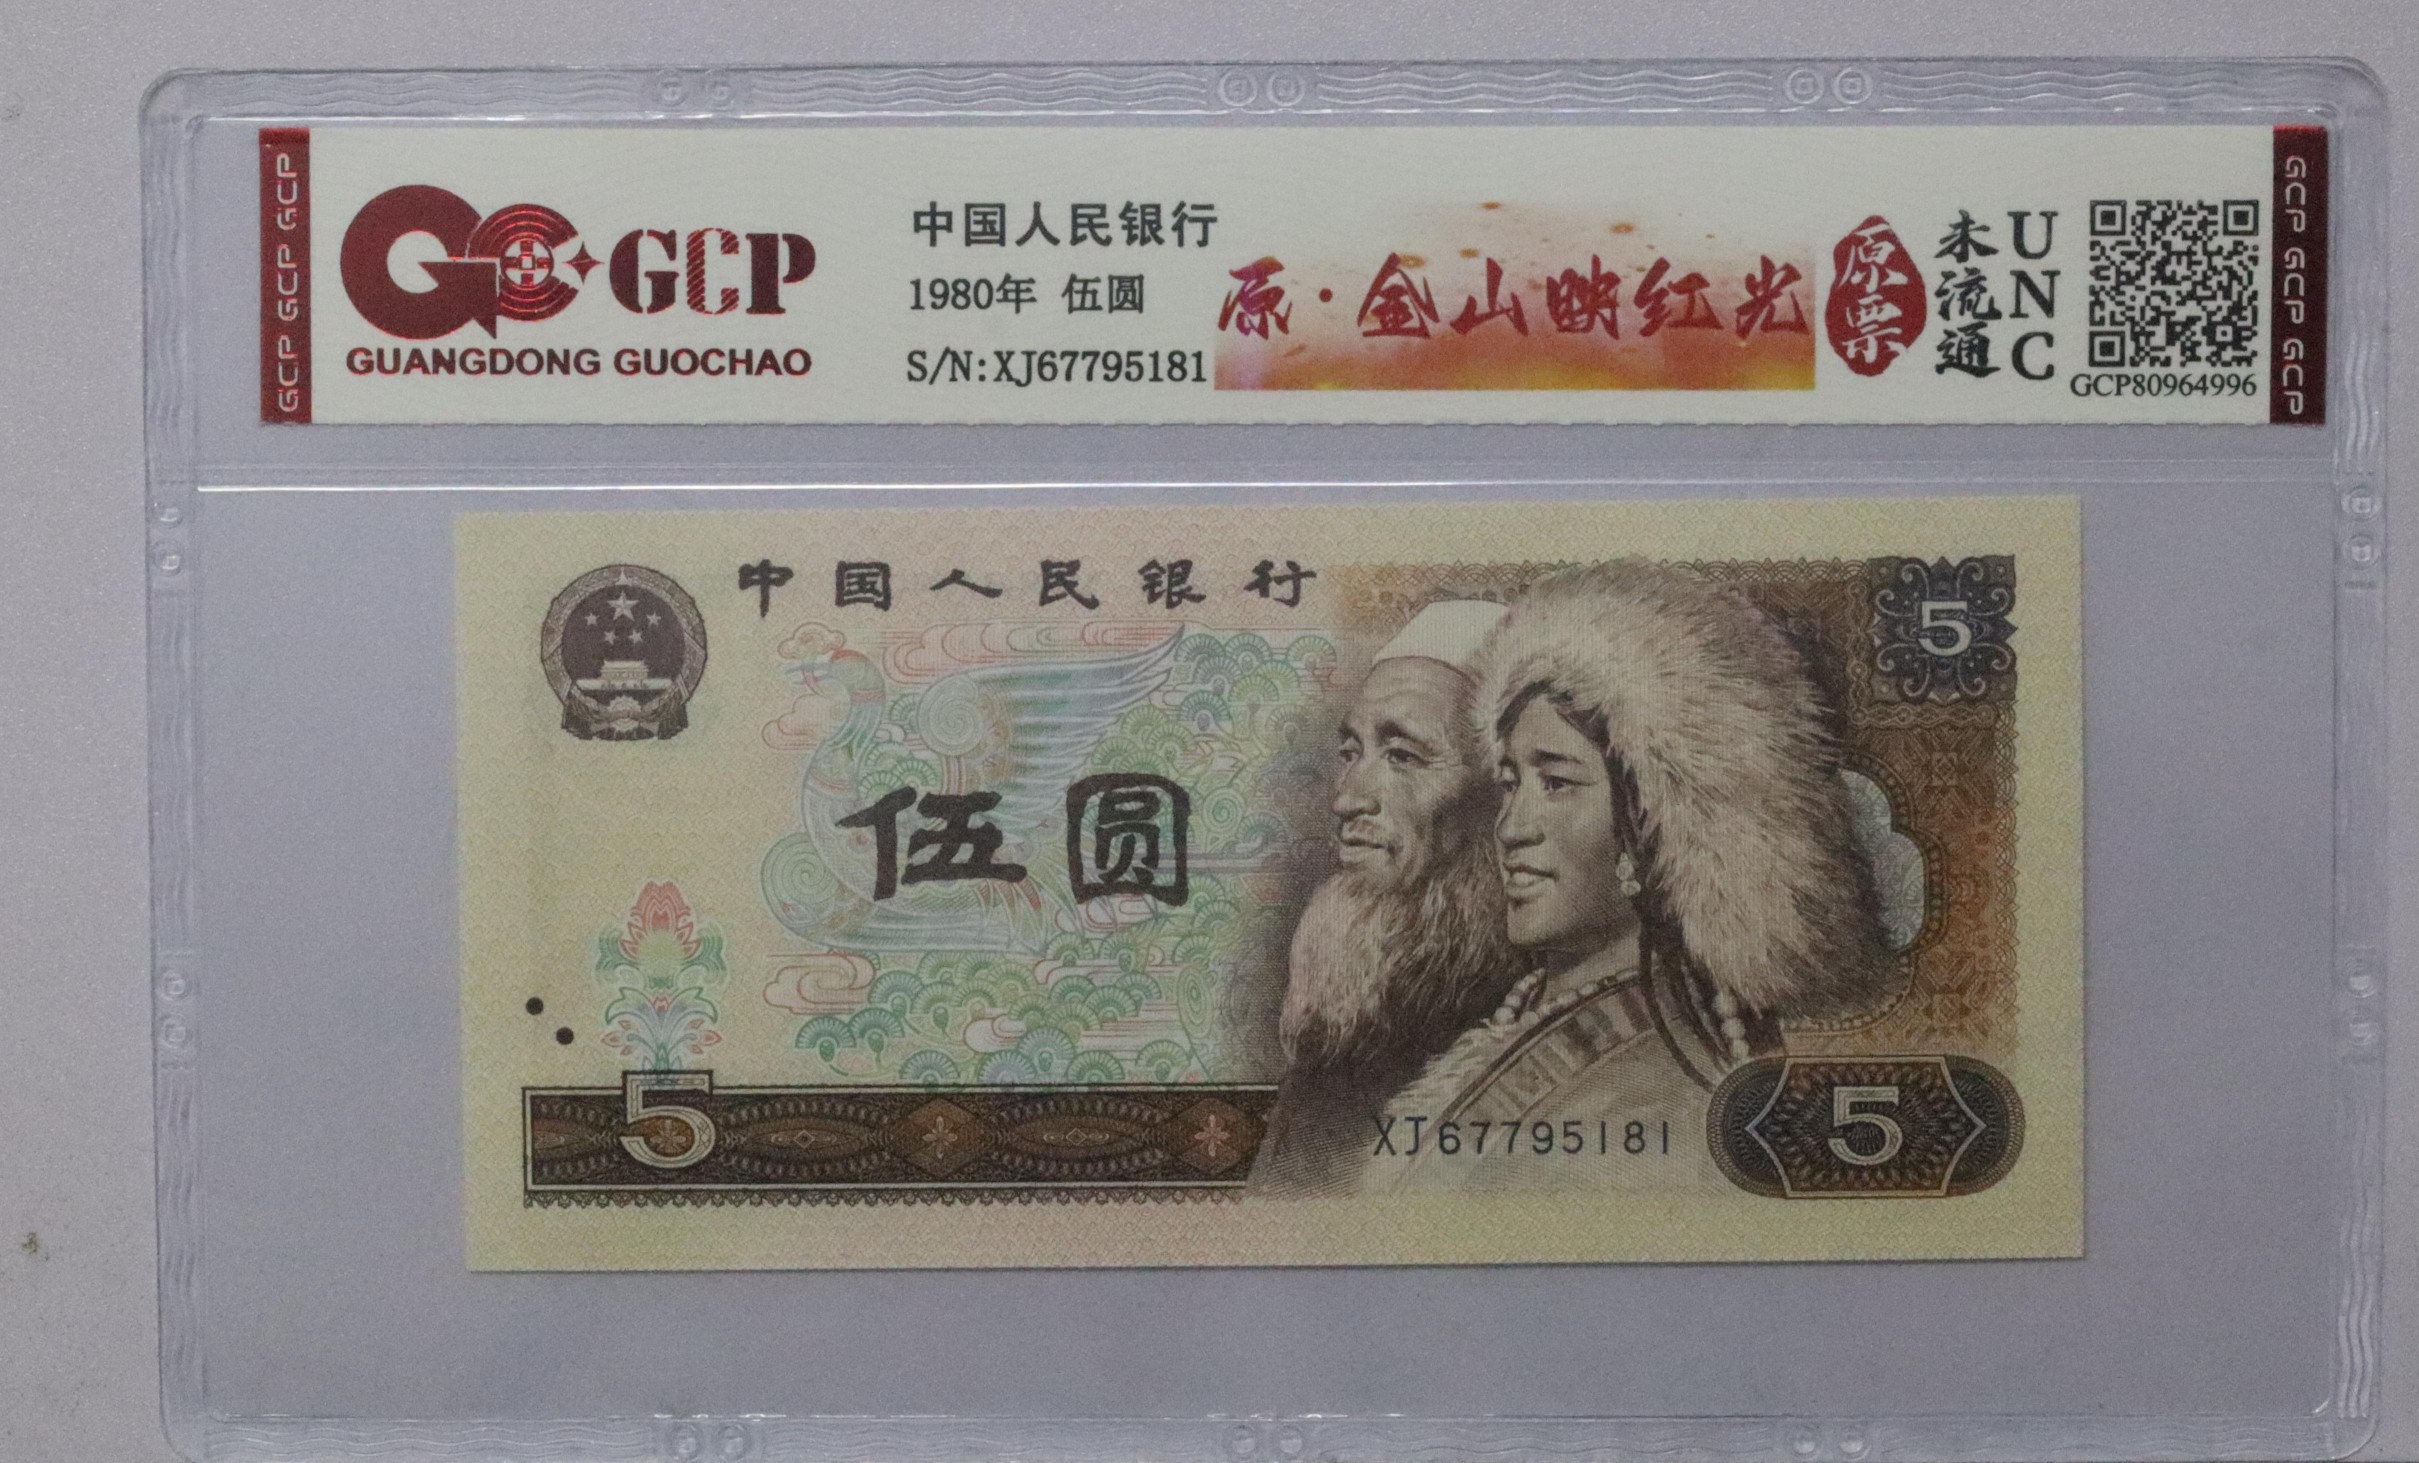 GCP GCP GCP GCP
GCP
GUANGDONG GUOCHAO
中国人民银行
1980年 伍圆
S/N:XJ67795181
原·金山映红光
原票
未流通
UNC
GCP80964996
GCP GCP GCP GCP
中国人民银行
5
伍圆
5
XJ67795181
5